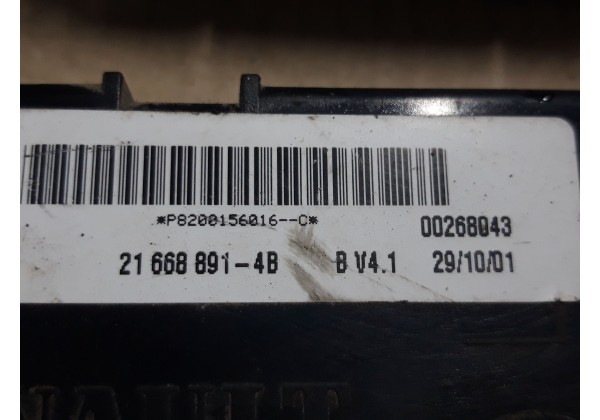 *P8200156016--C*
00268043
21 668 891-4B B V4.1 29/10/01